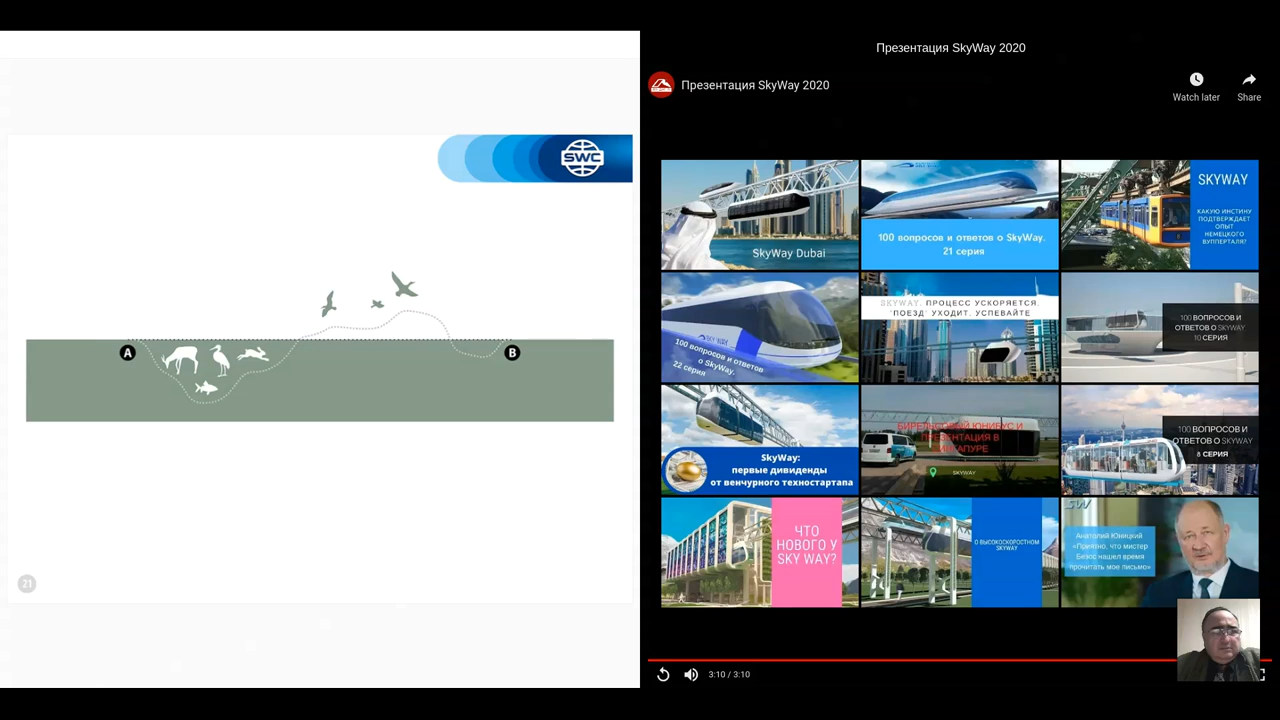 SWC
A
B
21
Презентация SkyWay 2020
Презентация SkyWay 2020
Watch later
Share
SkyWay Dubai
100 вопросов и ответов о SkyWay.
21 серия
SKYWAY
КАКУЮ ИНСТИНУ
ПОДТВЕРЖДАЕТ
ОПЫТ
НЕМЕЦКОГО
ВУППЕРТАЛЯ?
100 вопросов и ответов
о SkyWay.
22 серия
SKYWAY. ПРОЦЕСС УСКОРЯЕТСЯ.
"ПОЕЗД" УХОДИТ. УСПЕВАЙТЕ
100 ВОПРОСОВ И
ОТВЕТОВ О SKYWAY
10 СЕРИЯ
SkyWay:
первые дивиденды
от венчурного техностартапа
БИРЕЛЬСОВЫЙ ЮНИБУС И
ПРЕЗЕНТАЦИЯ В
СИНГАПУРЕ
SKYWAY
100 ВОПРОСОВ И
ОТВЕТОВ О SKYWAY
8 СЕРИЯ
ЧТО
НОВОГО У
SKY WAY?
О ВЫСОКОСКОРОСТНОМ
SKYWAY
SW
Анатолий Юницкий
«Приятно, что мистер
Безос нашел время
прочитать мое письмо»
3:10 / 3:10